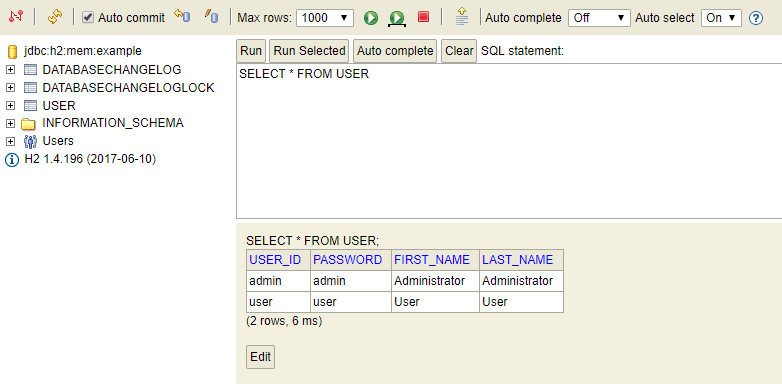 Auto commit Max rows: 1000 Auto complete Off Auto select On ?
jdbc:h2:mem:example
DATABASECHANGELOG
DATABASECHANGELOGLOCK
USER
INFORMATION_SCHEMA
Users
H2 1.4.196 (2017-06-10)
Run Run Selected Auto complete Clear SQL statement:
SELECT * FROM USER
SELECT * FROM USER;
USER_ID PASSWORD FIRST_NAME LAST_NAME
admin admin Administrator Administrator
user user User User
(2 rows, 6 ms)
Edit